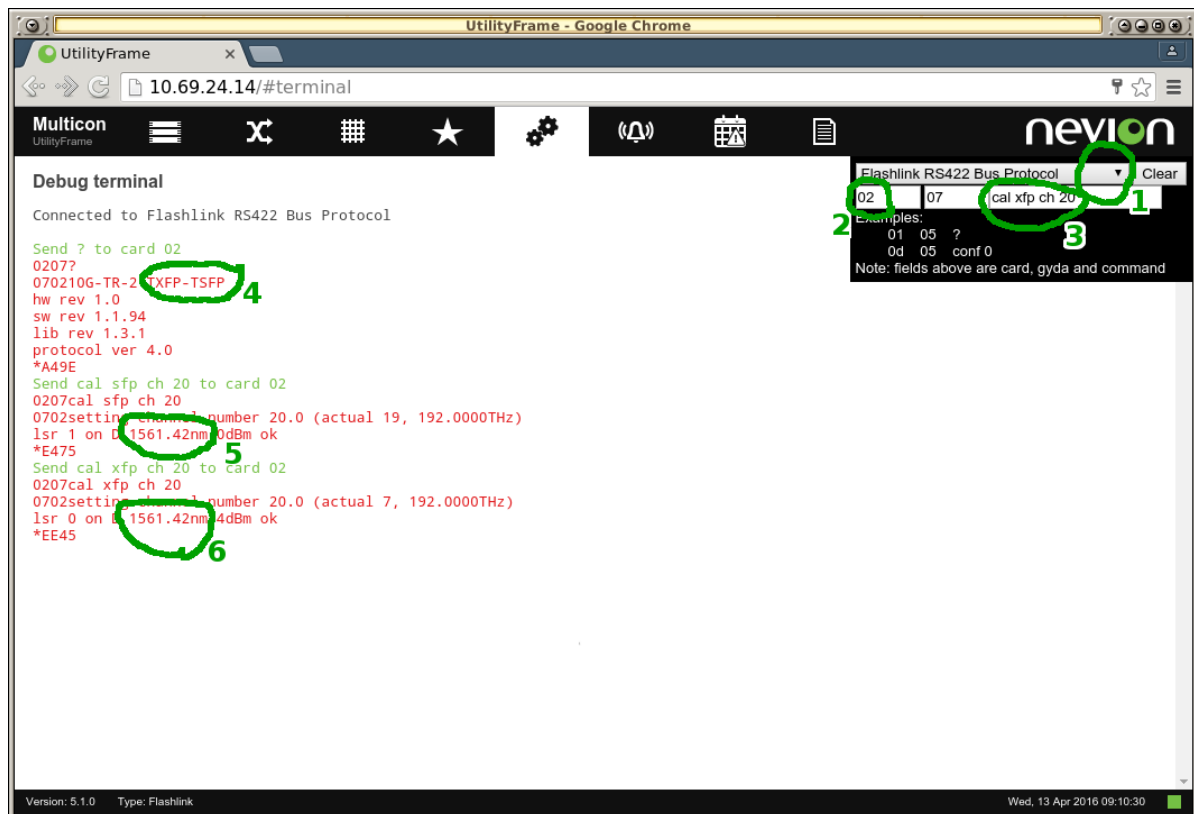 UtilityFrame - Google Chrome
UtilityFrame ×
10.69.24.14/#terminal
Multicon
UtilityFrame
nevion
Debug terminal
Flashlink RS422 Bus Protocol Clear
1
02 07 cal xfp ch 20
2
3
Examples:
01 05 ?
0d 05 conf 0
Note: fields above are card, gyda and command
Connected to Flashlink RS422 Bus Protocol
Send ? to card 02
0207?
070210G-TR-2 TXFP-TSFP
4
hw rev 1.0
sw rev 1.1.94
lib rev 1.3.1
protocol ver 4.0
*A49E
Send cal sfp ch 20 to card 02
0207cal sfp ch 20
0702setting channel number 20.0 (actual 19, 192.0000THz)
lsr 1 on D 1561.42nm 0dBm ok
5
*E475
Send cal xfp ch 20 to card 02
0207cal xfp ch 20
0702setting channel number 20.0 (actual 7, 192.0000THz)
lsr 0 on 1561.42nm 4dBm ok
6
*EE45
Version: 5.1.0 Type: Flashlink
Wed, 13 Apr 2016 09:10:30